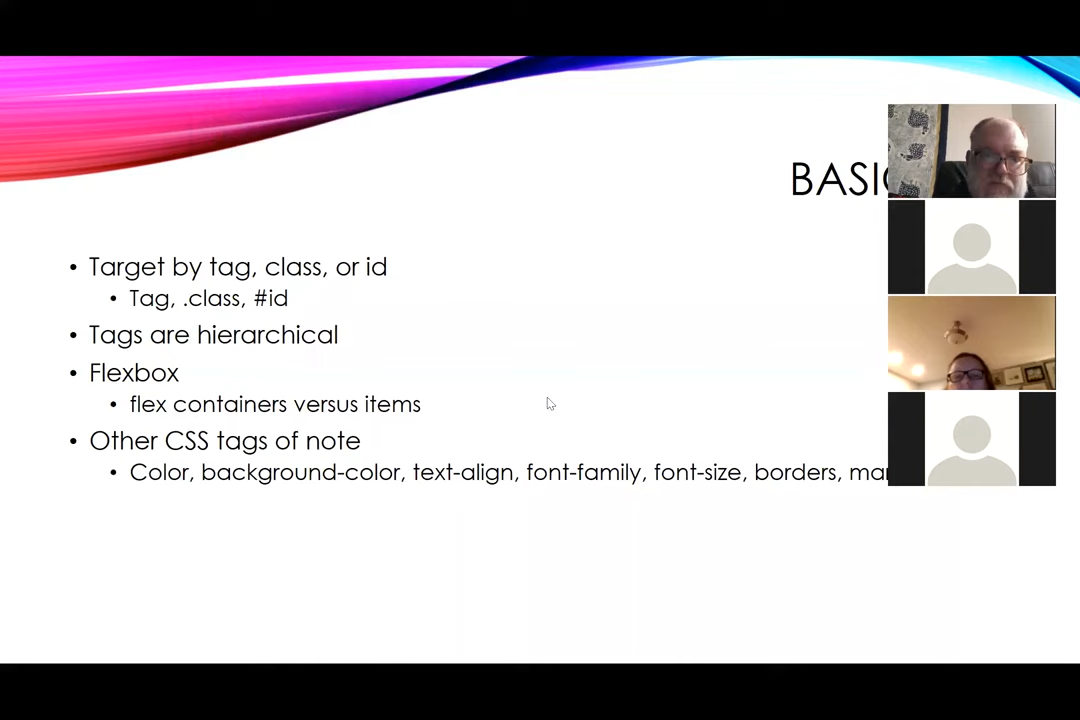 BASIC
Target by tag, class, or id
Tag, .class, #id
Tags are hierarchical
Flexbox
flex containers versus items
Other CSS tags of note
Color, background-color, text-align, font-family, font-size, borders,